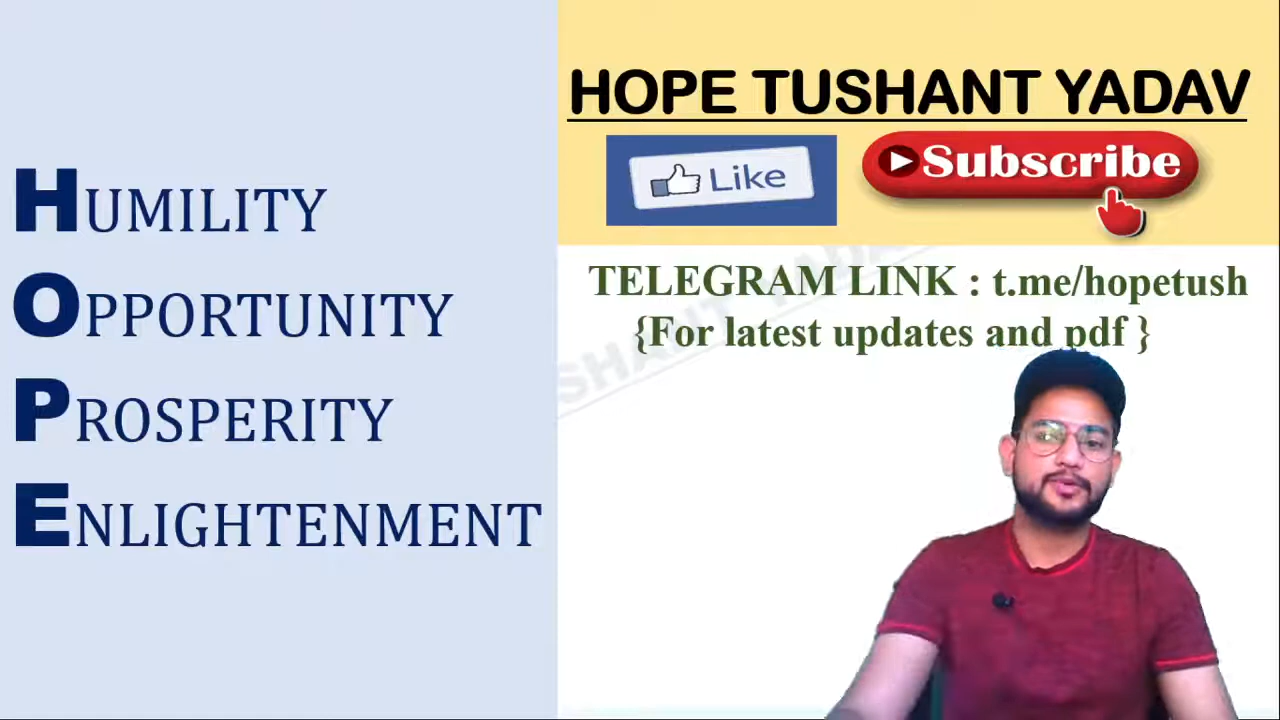 HUMILITY
OPPORTUNITY
PROSPERITY
ENLIGHTENMENT
HOPE TUSHANT YADAV
Like
Subscribe
TELEGRAM LINK : t.me/hopetush
{For latest updates and pdf }